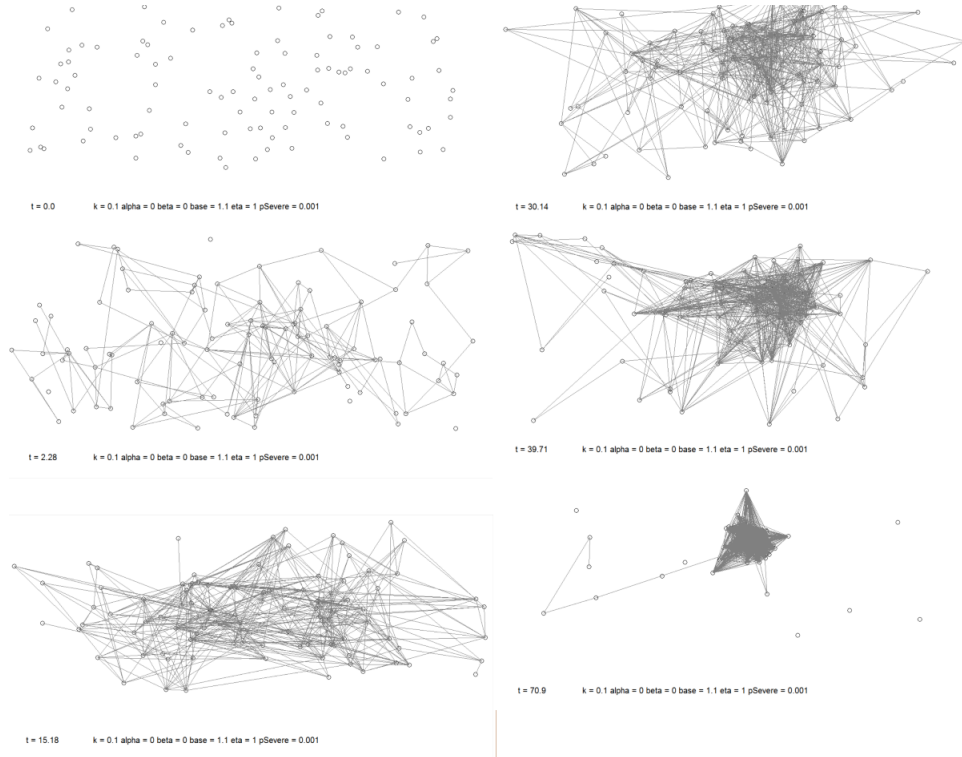 t = 0.0 k = 0.1 alpha = 0 beta = 0 base = 1.1 eta = 1 pSevere = 0.001
t = 2.28 k = 0.1 alpha = 0 beta = 0 base = 1.1 eta = 1 pSevere = 0.001
t = 15.18 k = 0.1 alpha = 0 beta = 0 base = 1.1 eta = 1 pSevere = 0.001
t = 30.14 k = 0.1 alpha = 0 beta = 0 base = 1.1 eta = 1 pSevere = 0.001
t = 39.71 k = 0.1 alpha = 0 beta = 0 base = 1.1 eta = 1 pSevere = 0.001
t = 70.9 k = 0.1 alpha = 0 beta = 0 base = 1.1 eta = 1 pSevere = 0.001